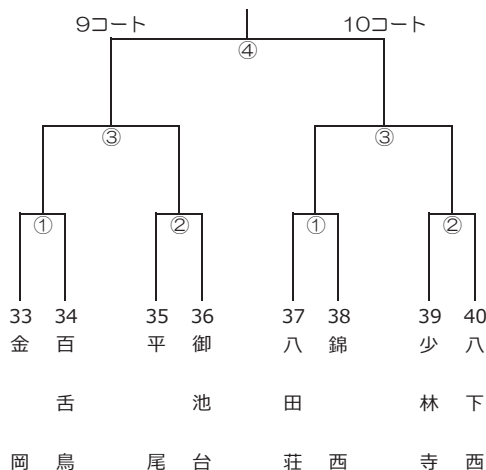 9コート 10コート
④
③ ③
① ② ① ②
33 34 35 36 37 38 39 40
金岡 百舌鳥 平尾 御池台 八田荘 錦西 少林寺 八下西